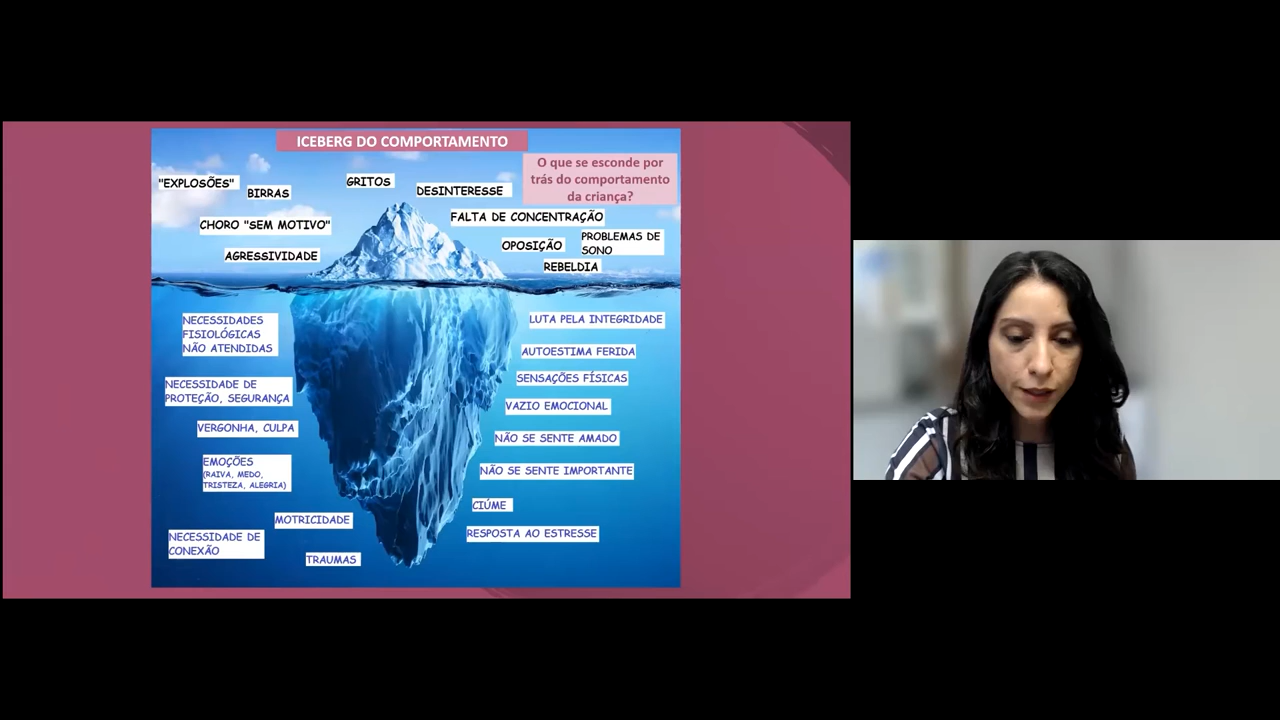 ICEBERG DO COMPORTAMENTO
O que se esconde por
trás do comportamento
da criança?
"EXPLOSÕES"
BIRRAS
GRITOS
DESINTERESSE
CHORO "SEM MOTIVO"
FALTA DE CONCENTRAÇÃO
AGRESSIVIDADE
OPOSIÇÃO
PROBLEMAS DE
SONO
REBELDIA
NECESSIDADES
FISIOLÓGICAS
NÃO ATENDIDAS
NECESSIDADE DE
PROTEÇÃO, SEGURANÇA
VERGONHA, CULPA
EMOÇÕES
(RAIVA, MEDO,
TRISTEZA, ALEGRIA)
MOTRICIDADE
NECESSIDADE DE
CONEXÃO
TRAUMAS
LUTA PELA INTEGRIDADE
AUTOESTIMA FERIDA
SENSAÇÕES FÍSICAS
VAZIO EMOCIONAL
NÃO SE SENTE AMADO
NÃO SE SENTE IMPORTANTE
CIÚME
RESPOSTA AO ESTRESSE